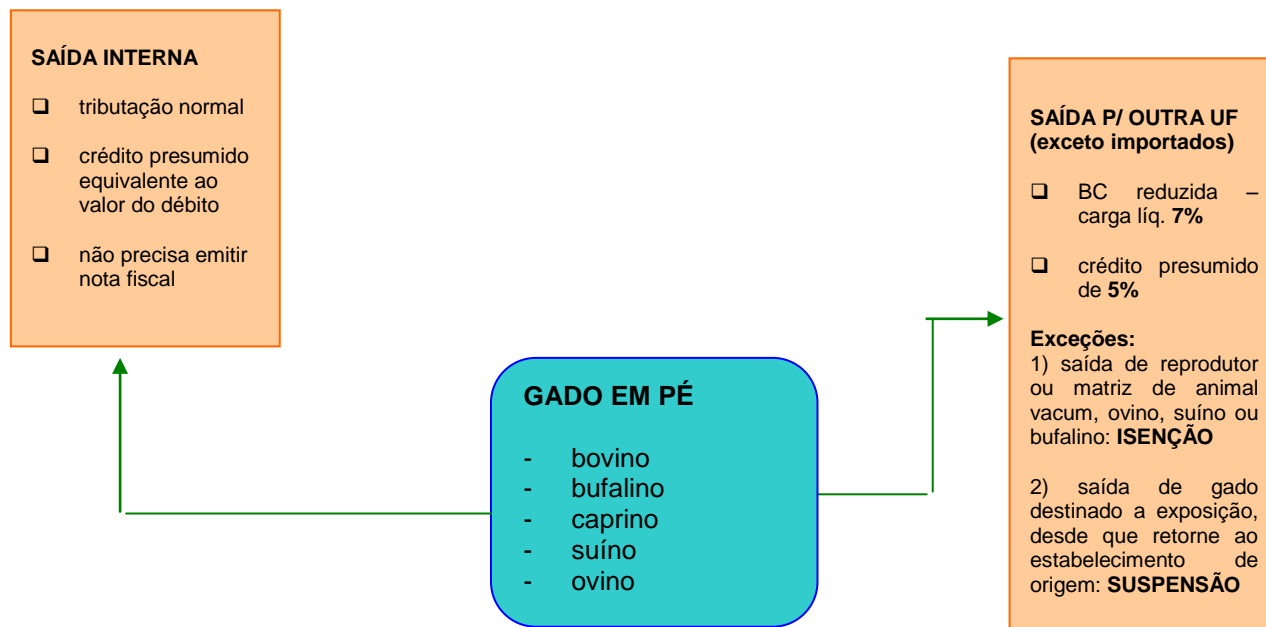 SAÍDA INTERNA
❑ tributação normal
❑ crédito presumido
equivalente ao
valor do débito
❑ não precisa emitir
nota fiscal
GADO EM PÉ
- bovino
- bufalino
- caprino
- suíno
- ovino
SAÍDA P/ OUTRA UF
(exceto importados)
❑ BC reduzida –
carga líq. 7%
❑ crédito presumido
de 5%
Exceções:
1) saída de reprodutor
ou matriz de animal
vacum, ovino, suíno ou
bufalino: ISENÇÃO
2) saída de gado
destinado a exposição,
desde que retorne ao
estabelecimento de
origem: SUSPENSÃO